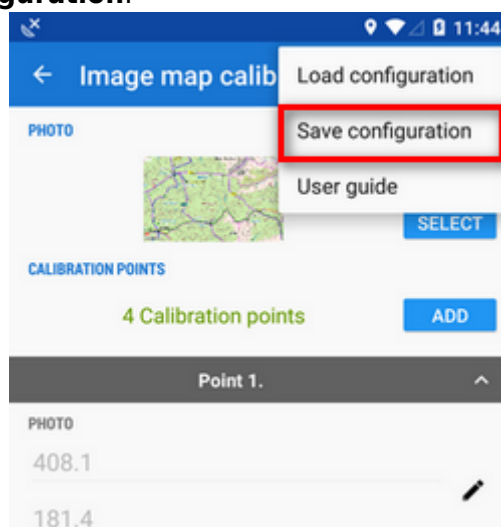 guration.
11:44
Image map calib
Load configuration
Save configuration
User guide
PHOTO
SELECT
CALIBRATION POINTS
4 Calibration points
ADD
Point 1.
PHOTO
408.1
181.4